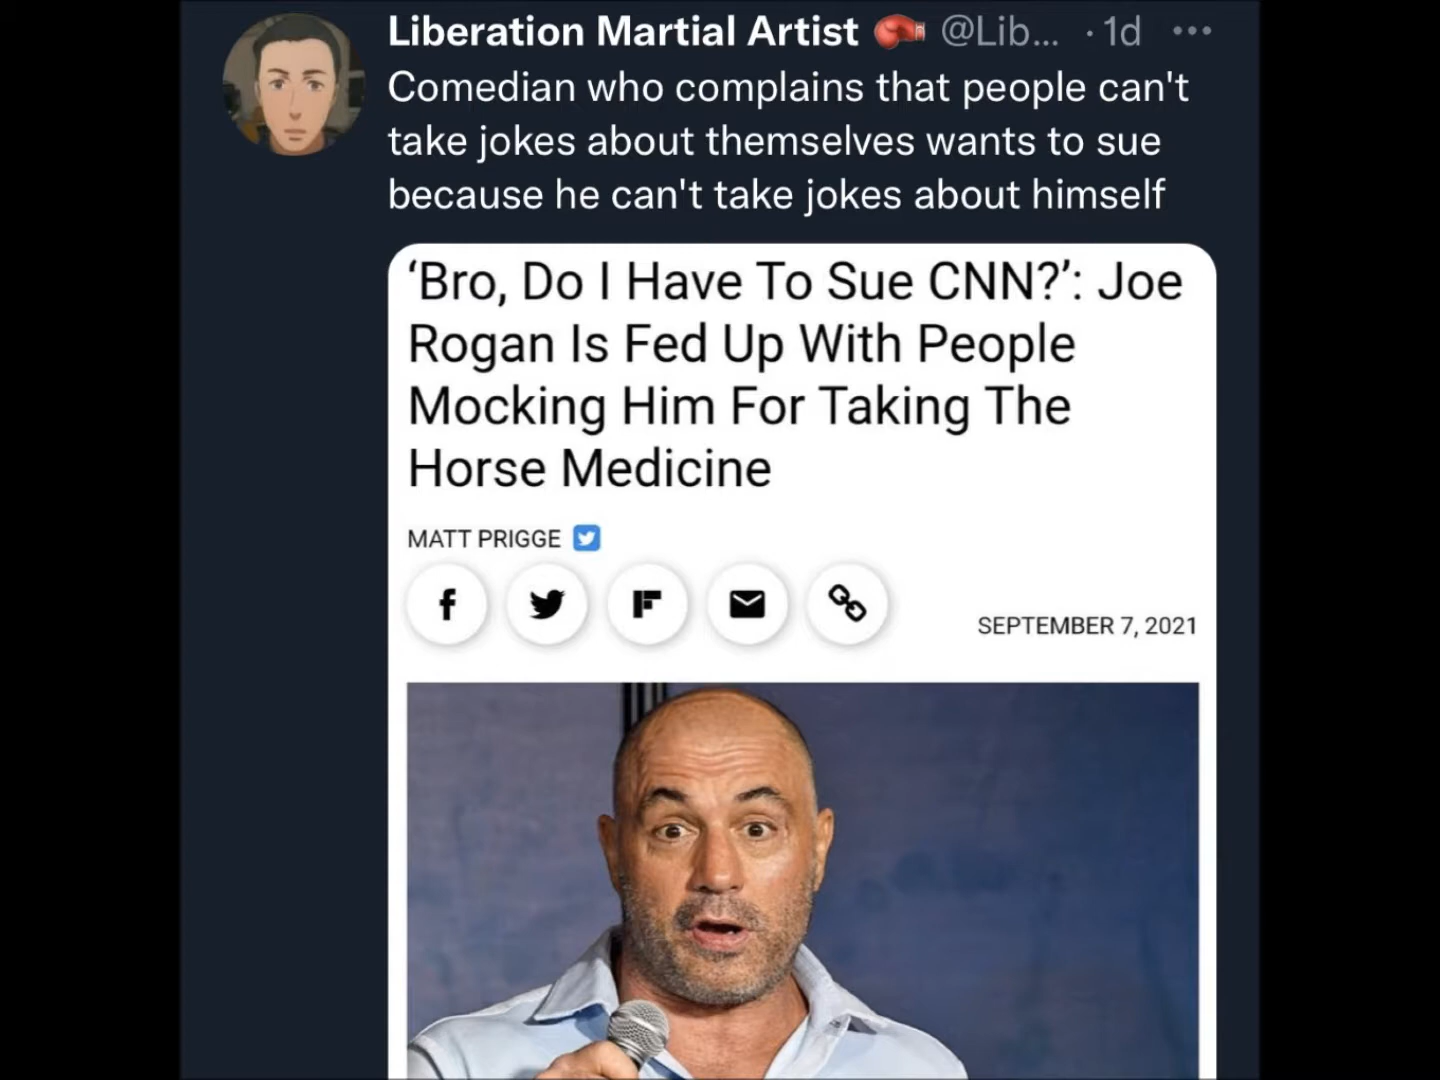 Liberation Martial Artist 🥊 @Lib... · 1d
Comedian who complains that people can't
take jokes about themselves wants to sue
because he can't take jokes about himself
‘Bro, Do I Have To Sue CNN?’: Joe
Rogan Is Fed Up With People
Mocking Him For Taking The
Horse Medicine
MATT PRIGGE
SEPTEMBER 7, 2021